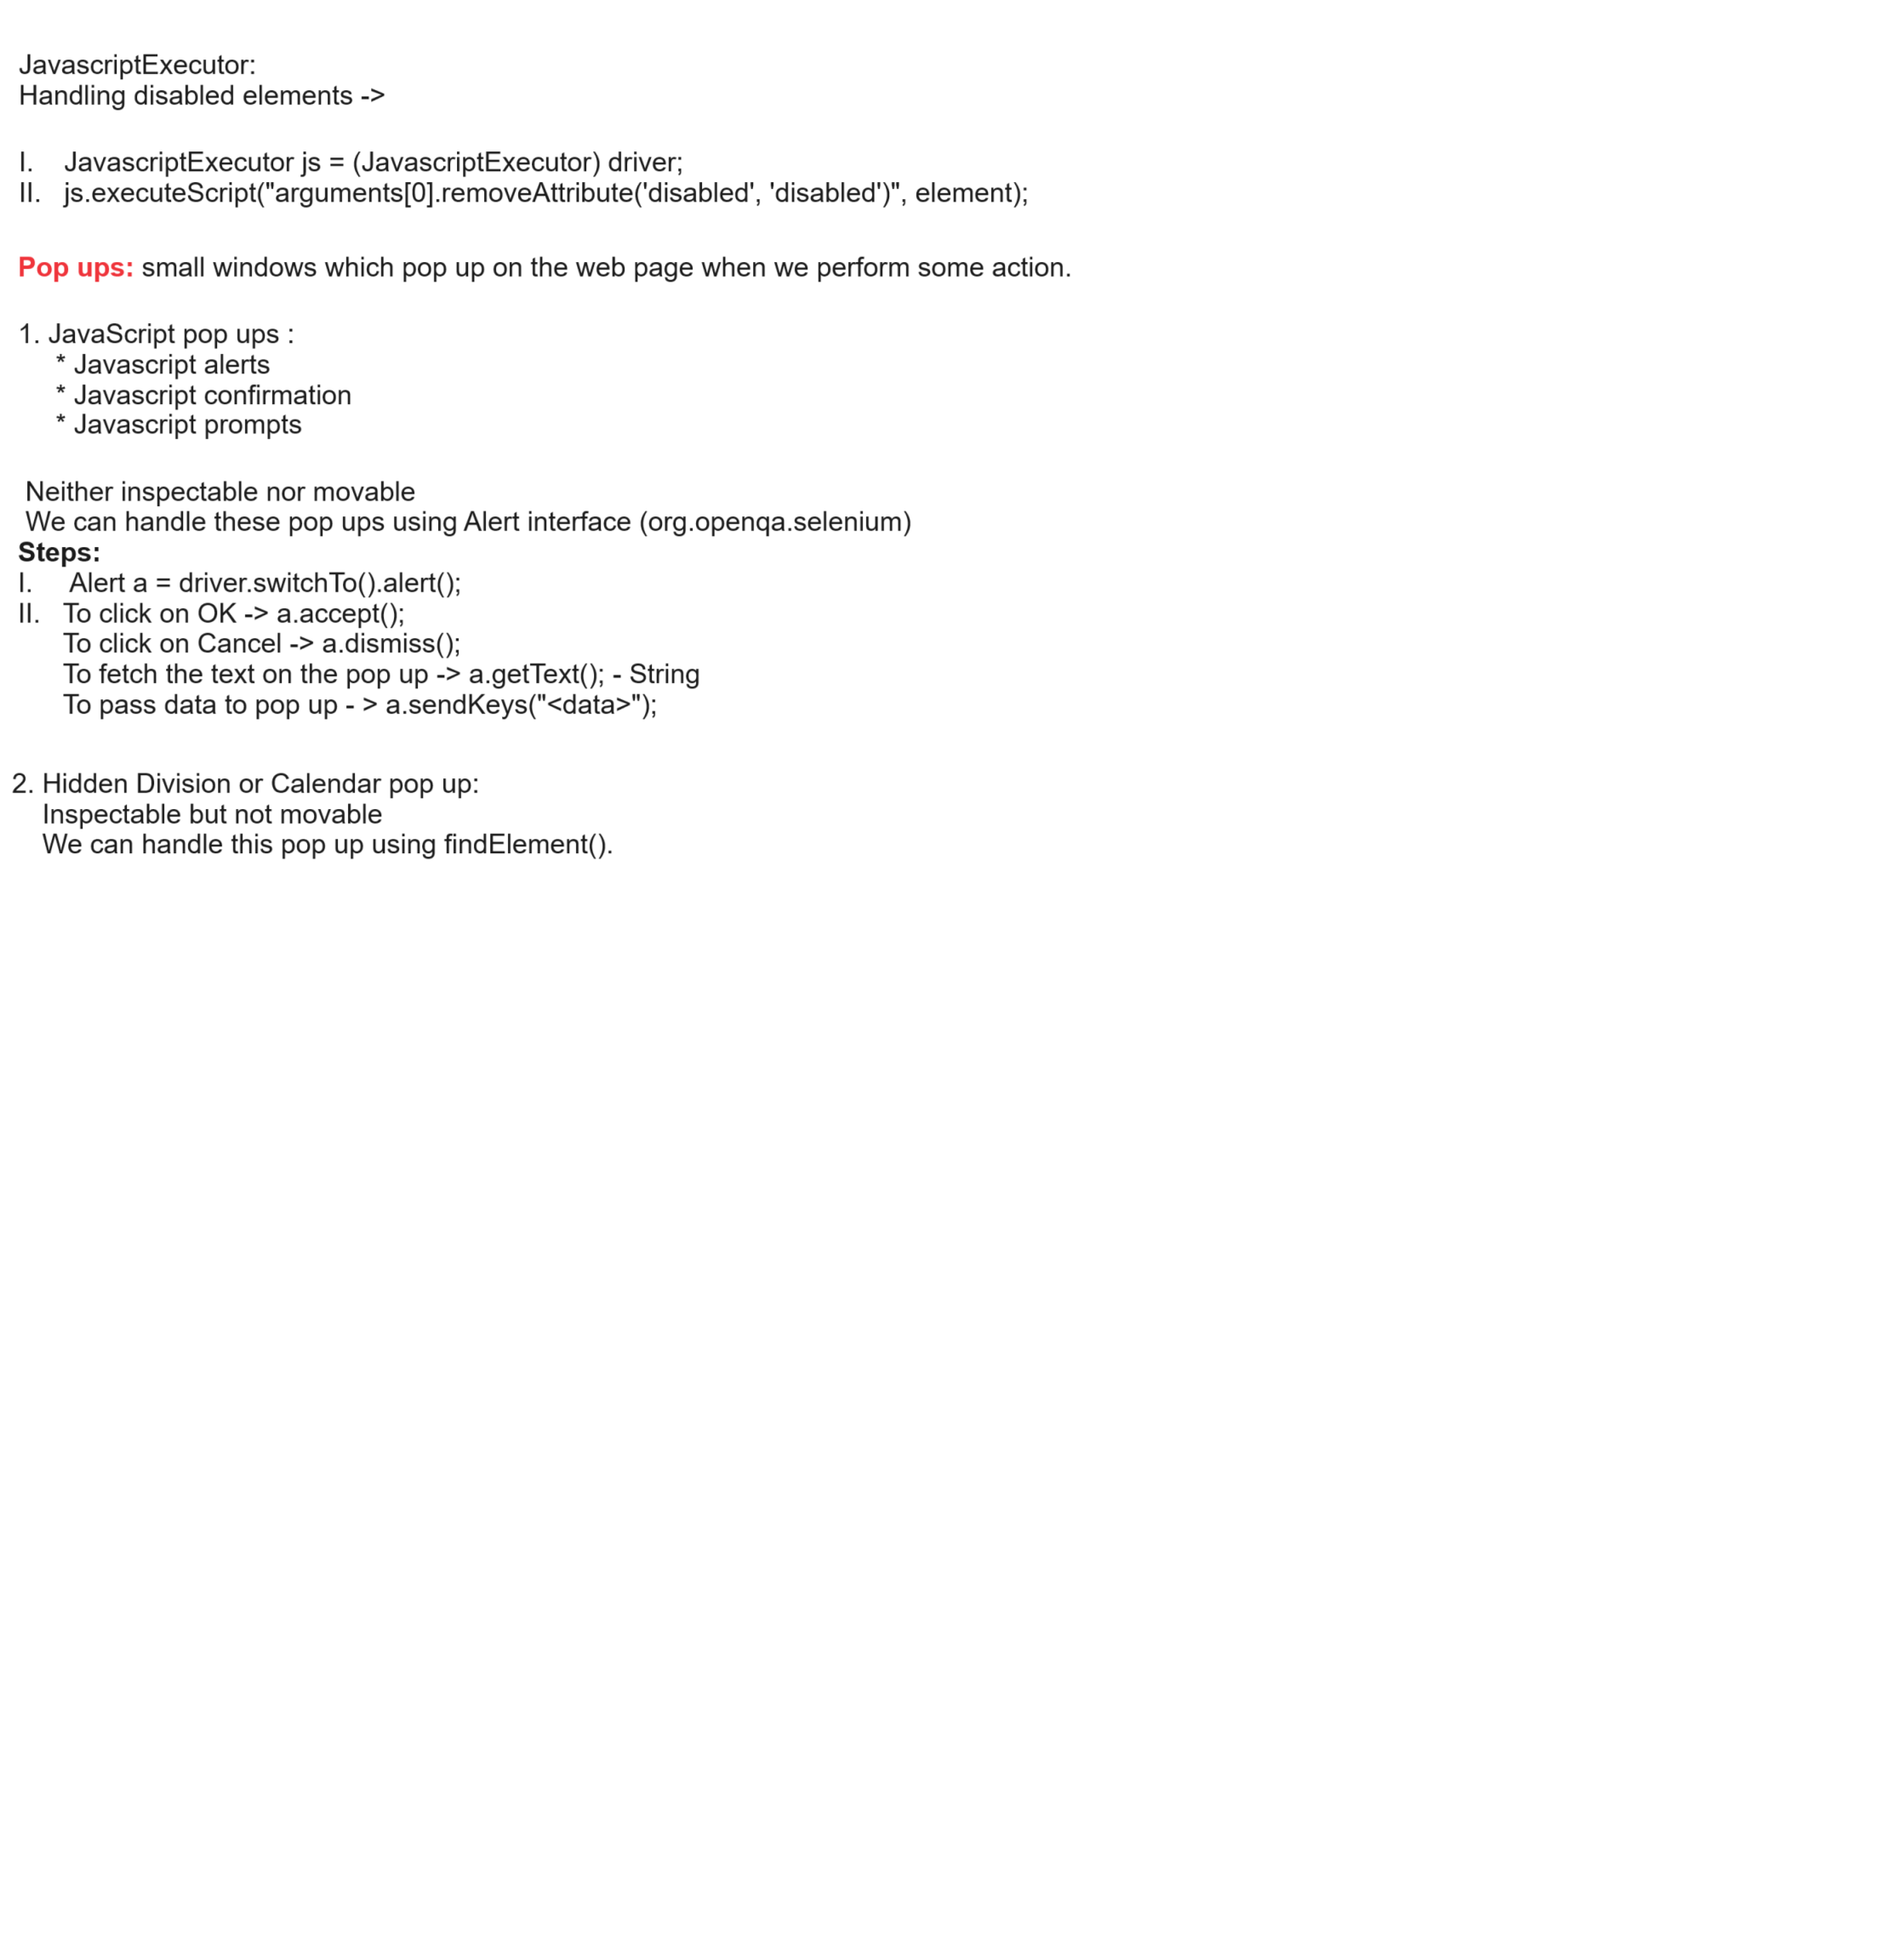 JavascriptExecutor:
Handling disabled elements ->
I. JavascriptExecutor js = (JavascriptExecutor) driver;
II. js.executeScript("arguments[0].removeAttribute('disabled', 'disabled')", element);
Pop ups: small windows which pop up on the web page when we perform some action.
1. JavaScript pop ups :
* Javascript alerts
* Javascript confirmation
* Javascript prompts
Neither inspectable nor movable
We can handle these pop ups using Alert interface (org.openqa.selenium)
Steps:
I. Alert a = driver.switchTo().alert();
II. To click on OK -> a.accept();
To click on Cancel -> a.dismiss();
To fetch the text on the pop up -> a.getText(); - String
To pass data to pop up - > a.sendKeys("<data>");
2. Hidden Division or Calendar pop up:
Inspectable but not movable
We can handle this pop up using findElement().